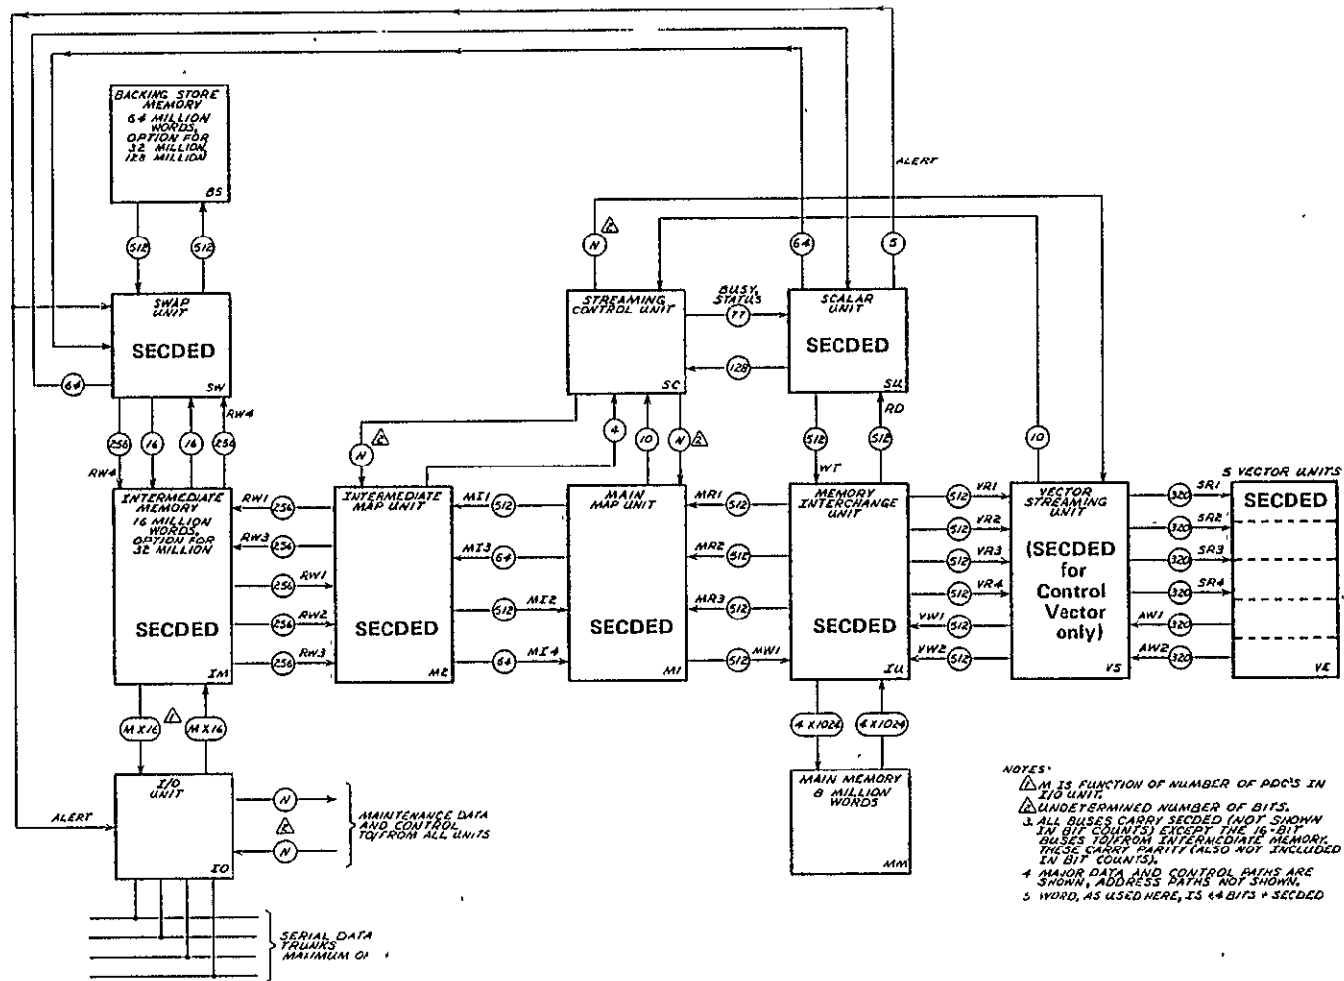 ALERT
BACKING STORE
MEMORY
64 MILLION
WORDS,
OPTION FOR
32 MILLION,
128 MILLION
BS
512
512
N
2
64
5
SWAP
UNIT
SECDED
SW
64
STREAMING
CONTROL UNIT
SC
BUSY,
STATUS
77
128
SCALAR
UNIT
SECDED
SU
RW4
256
16
16
256
RW4
N
2
4
10
N
2
512
WT
RD
512
10
INTERMEDIATE
MEMORY
16 MILLION
WORDS,
OPTION FOR
32 MILLION
SECDED
IM
RW1
256
RW3
256
RW1
256
RW2
256
RW3
256
INTERMEDIATE
MAP UNIT
SECDED
M2
MI1
512
MI3
64
MI2
512
MI4
64
MAIN
MAP UNIT
SECDED
M1
MR1
512
MR2
512
MR3
512
MW1
512
MEMORY
INTERCHANGE
UNIT
SECDED
IU
VR1
512
VR2
512
VR3
512
VR4
512
VW1
512
VW2
512
VECTOR
STREAMING
UNIT
(SECDED
for
Control
Vector
only)
VS
SR1
320
SR2
320
SR3
320
SR4
320
AW1
320
AW2
320
5 VECTOR UNITS
SECDED
VE
M X 16
1
M X 16
4 X 1024
4 X 1024
I/O
UNIT
IO
ALERT
N
2
N
MAINTENANCE DATA
AND CONTROL
TO/FROM ALL UNITS
MAIN MEMORY
8 MILLION
WORDS
MM
SERIAL DATA
TRUNKS
MAXIMUM OF
NOTES:
1 M IS FUNCTION OF NUMBER OF PDC'S IN
I/O UNIT.
2 UNDETERMINED NUMBER OF BITS.
3. ALL BUSES CARRY SECDED (NOT SHOWN
IN BIT COUNTS) EXCEPT THE 16-BIT
BUSES TO/FROM INTERMEDIATE MEMORY.
THESE CARRY PARITY (ALSO NOT INCLUDED
IN BIT COUNTS).
4 MAJOR DATA AND CONTROL PATHS ARE
SHOWN, ADDRESS PATHS NOT SHOWN.
5 WORD, AS USED HERE, IS 64 BITS + SECDED